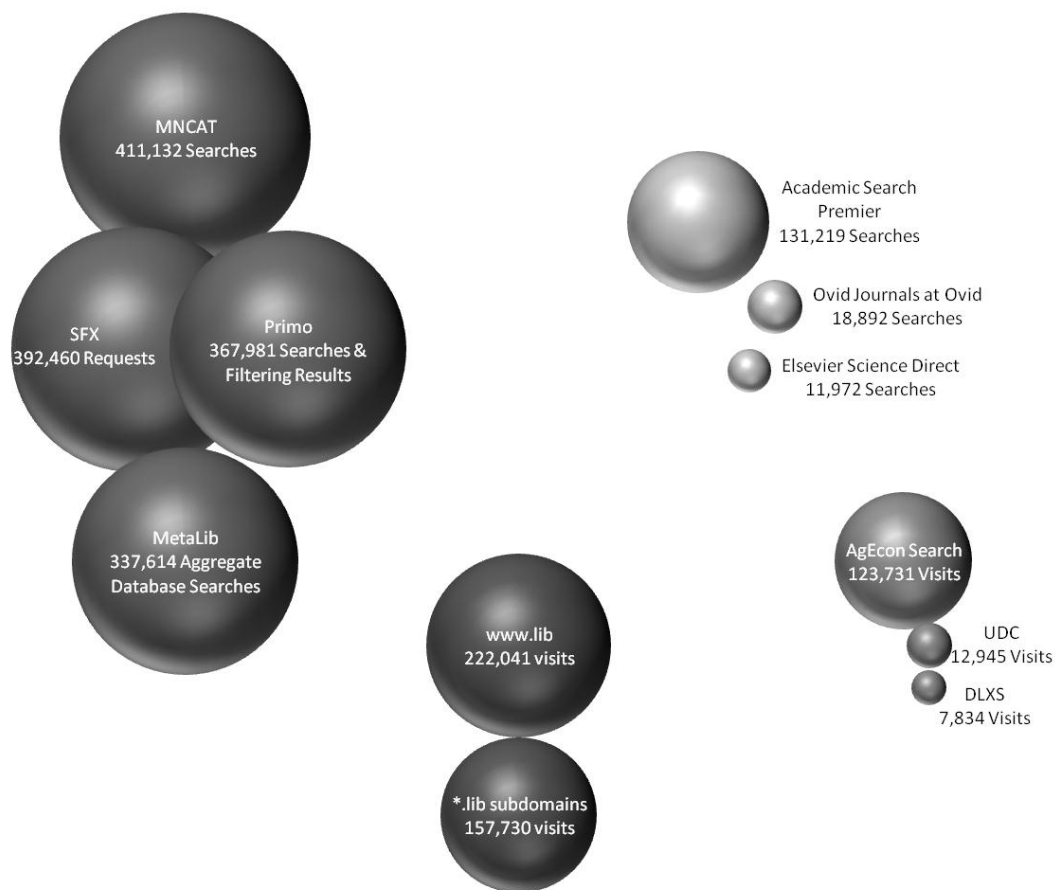 MNCAT
411,132 Searches
SFX
392,460 Requests
Primo
367,981 Searches &
Filtering Results
MetaLib
337,614 Aggregate
Database Searches
www.lib
222,041 visits
*.lib subdomains
157,730 visits
Academic Search
Premier
131,219 Searches
Ovid Journals at Ovid
18,892 Searches
Elsevier Science Direct
11,972 Searches
AgEcon Search
123,731 Visits
UDC
12,945 Visits
DLXS
7,834 Visits